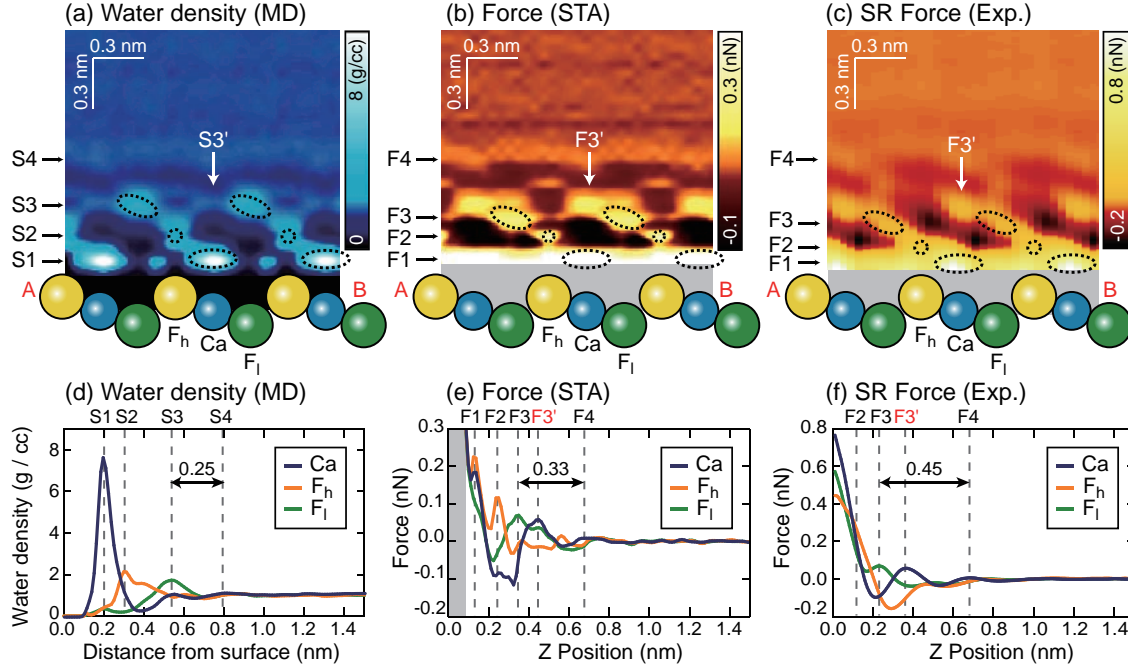 (a) Water density (MD)
0.3 nm
0.3 nm
8 (g/cc)
0
S3'
S4
S3
S2
S1
A
B
Fh
Ca
Fl
(b) Force (STA)
0.3 nm
0.3 nm
0.3 (nN)
-0.1
F3'
F4
F3
F2
F1
A
B
Fh
Ca
Fl
(c) SR Force (Exp.)
0.3 nm
0.3 nm
0.8 (nN)
-0.2
F3'
F4
F3
F2
F1
A
B
Fh
Ca
Fl
(d) Water density (MD)
S1 S2 S3 S4
Water density (g / cc)
8
6
4
2
0
0.25
Ca
Fh
Fl
0.0 0.2 0.4 0.6 0.8 1.0 1.2 1.4
Distance from surface (nm)
(e) Force (STA)
F1 F2 F3 F3' F4
Force (nN)
0.3
0.2
0.1
0.0
-0.1
-0.2
0.33
Ca
Fh
Fl
0.0 0.2 0.4 0.6 0.8 1.0 1.2 1.4
Z Position (nm)
(f) SR Force (Exp.)
F2 F3 F3' F4
Force (nN)
0.8
0.6
0.4
0.2
0.0
-0.2
0.45
Ca
Fh
Fl
0.0 0.2 0.4 0.6 0.8 1.0 1.2 1.4
Z Position (nm)